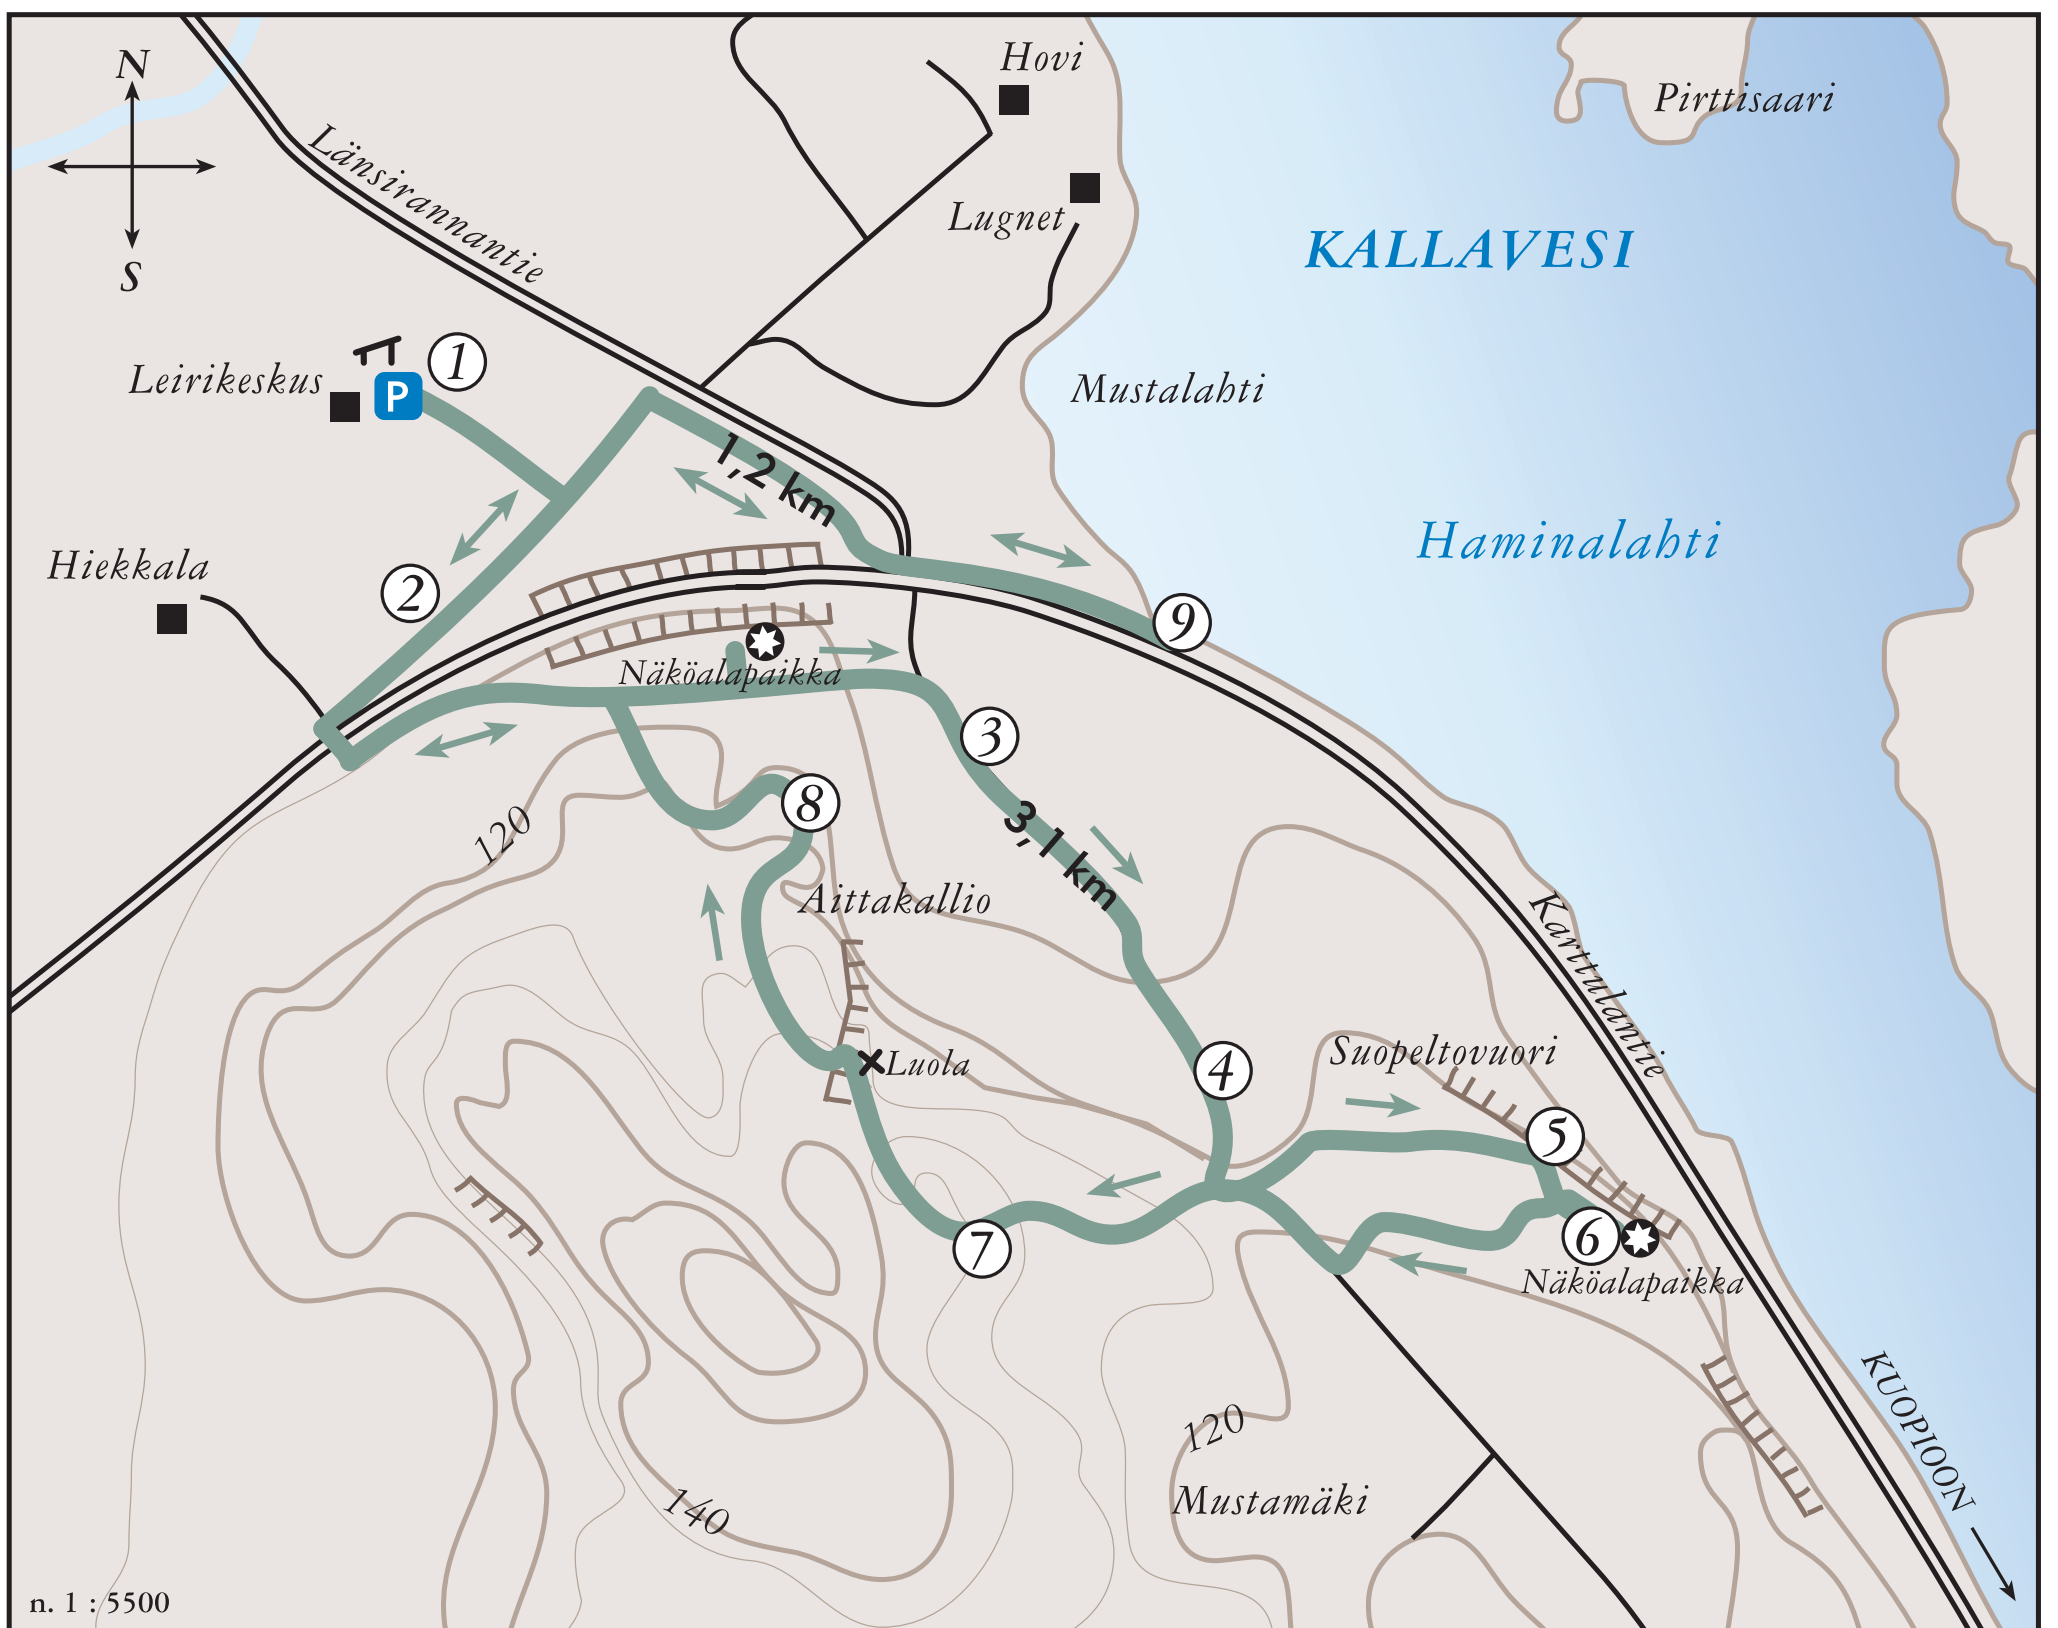 N
S
Länsirannantie
Hovi
Lugnet
Pirttisaari
KALLAVESI
Leirikeskus
P
1
Mustalahti
1,2 km
Haminalahti
Hiekkala
2
9
Näköalapaikka
3
8
3,1 km
120
Aittakallio
Karttulantie
Luola
4
Suopeltovuori
5
7
6
Näköalapaikka
KUOPIOON
120
Mustamäki
140
n. 1 : 5500